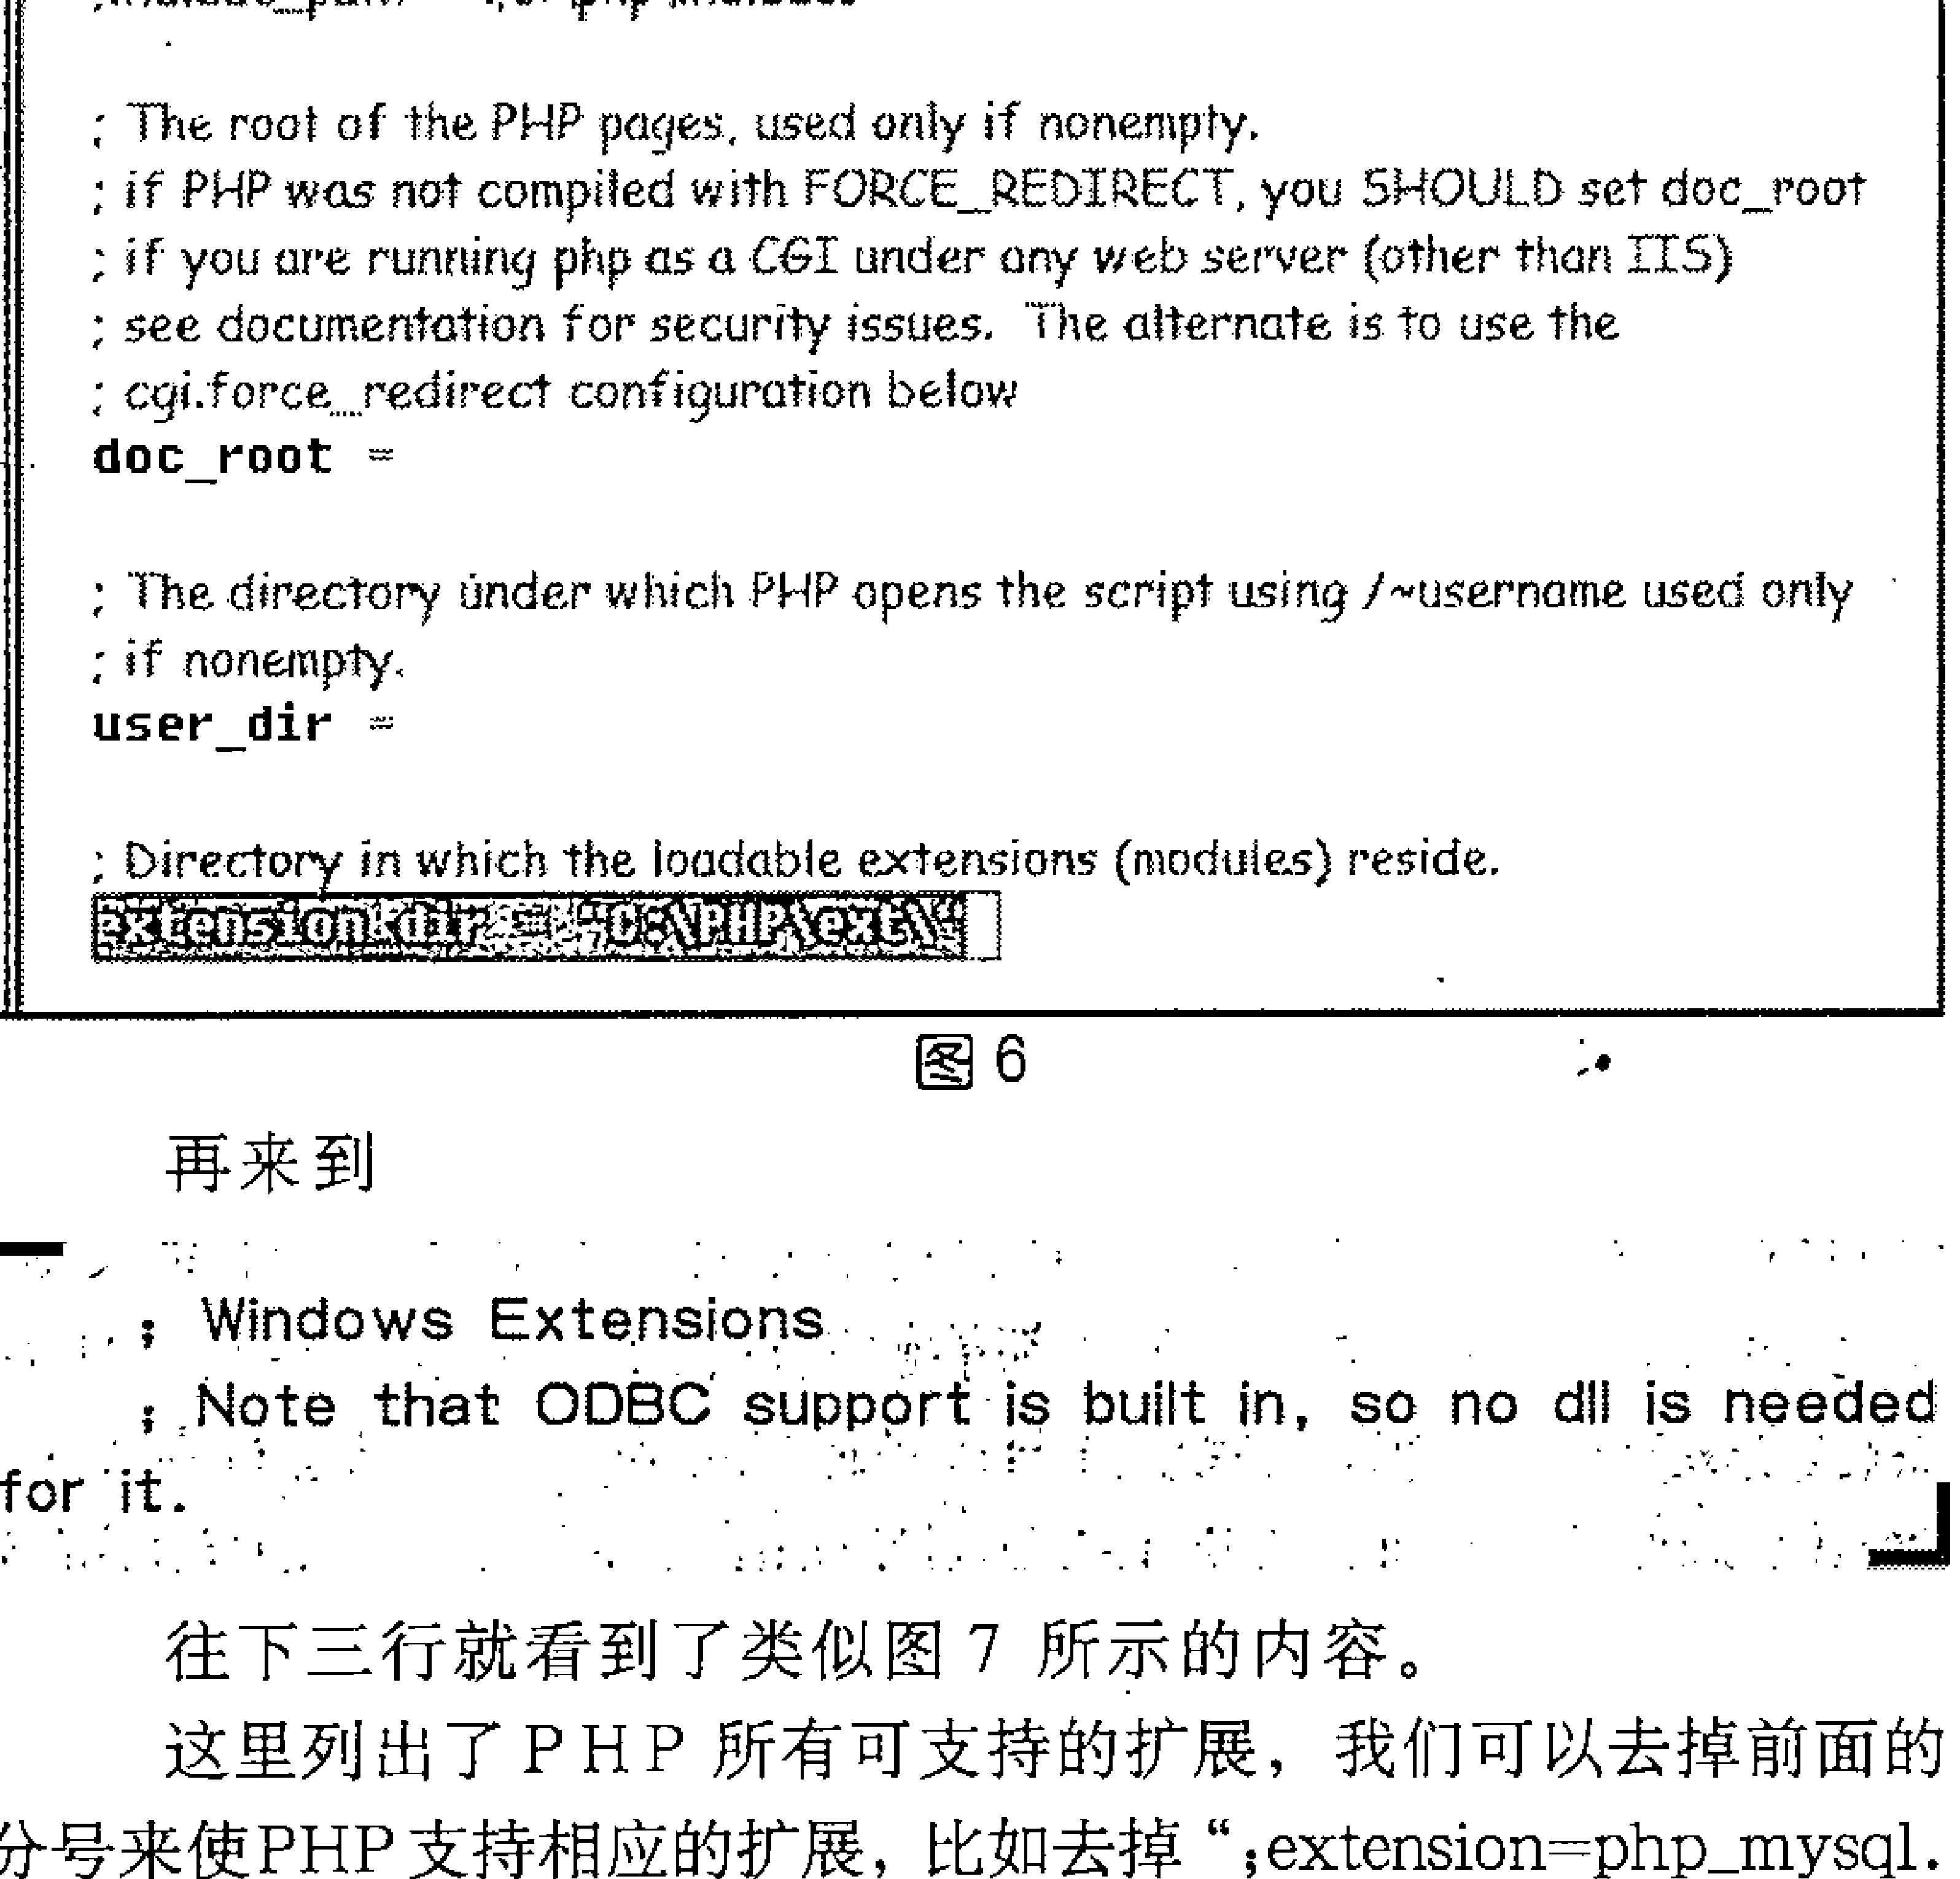 ; The root of the PHP pages, used only if nonempty.
; if PHP was not compiled with FORCE_REDIRECT, you SHOULD set doc_root
; if you are running php as a CGI under any web server (other than IIS)
; see documentation for security issues.  The alternate is to use the
; cgi.force_redirect configuration below
doc_root =
; The directory under which PHP opens the script using /~username used only
; if nonempty.
user_dir =
; Directory in which the loadable extensions (modules) reside.
extension_dir = "C:\PHP\ext\"
图 6
再来到
; Windows Extensions
; Note that ODBC support is built in, so no dll is needed
for it.
往下三行就看到了类似图 7 所示的内容。
这里列出了PHP 所有可支持的扩展，我们可以去掉前面的
分号来使PHP支持相应的扩展，比如去掉“;extension=php_mysql.